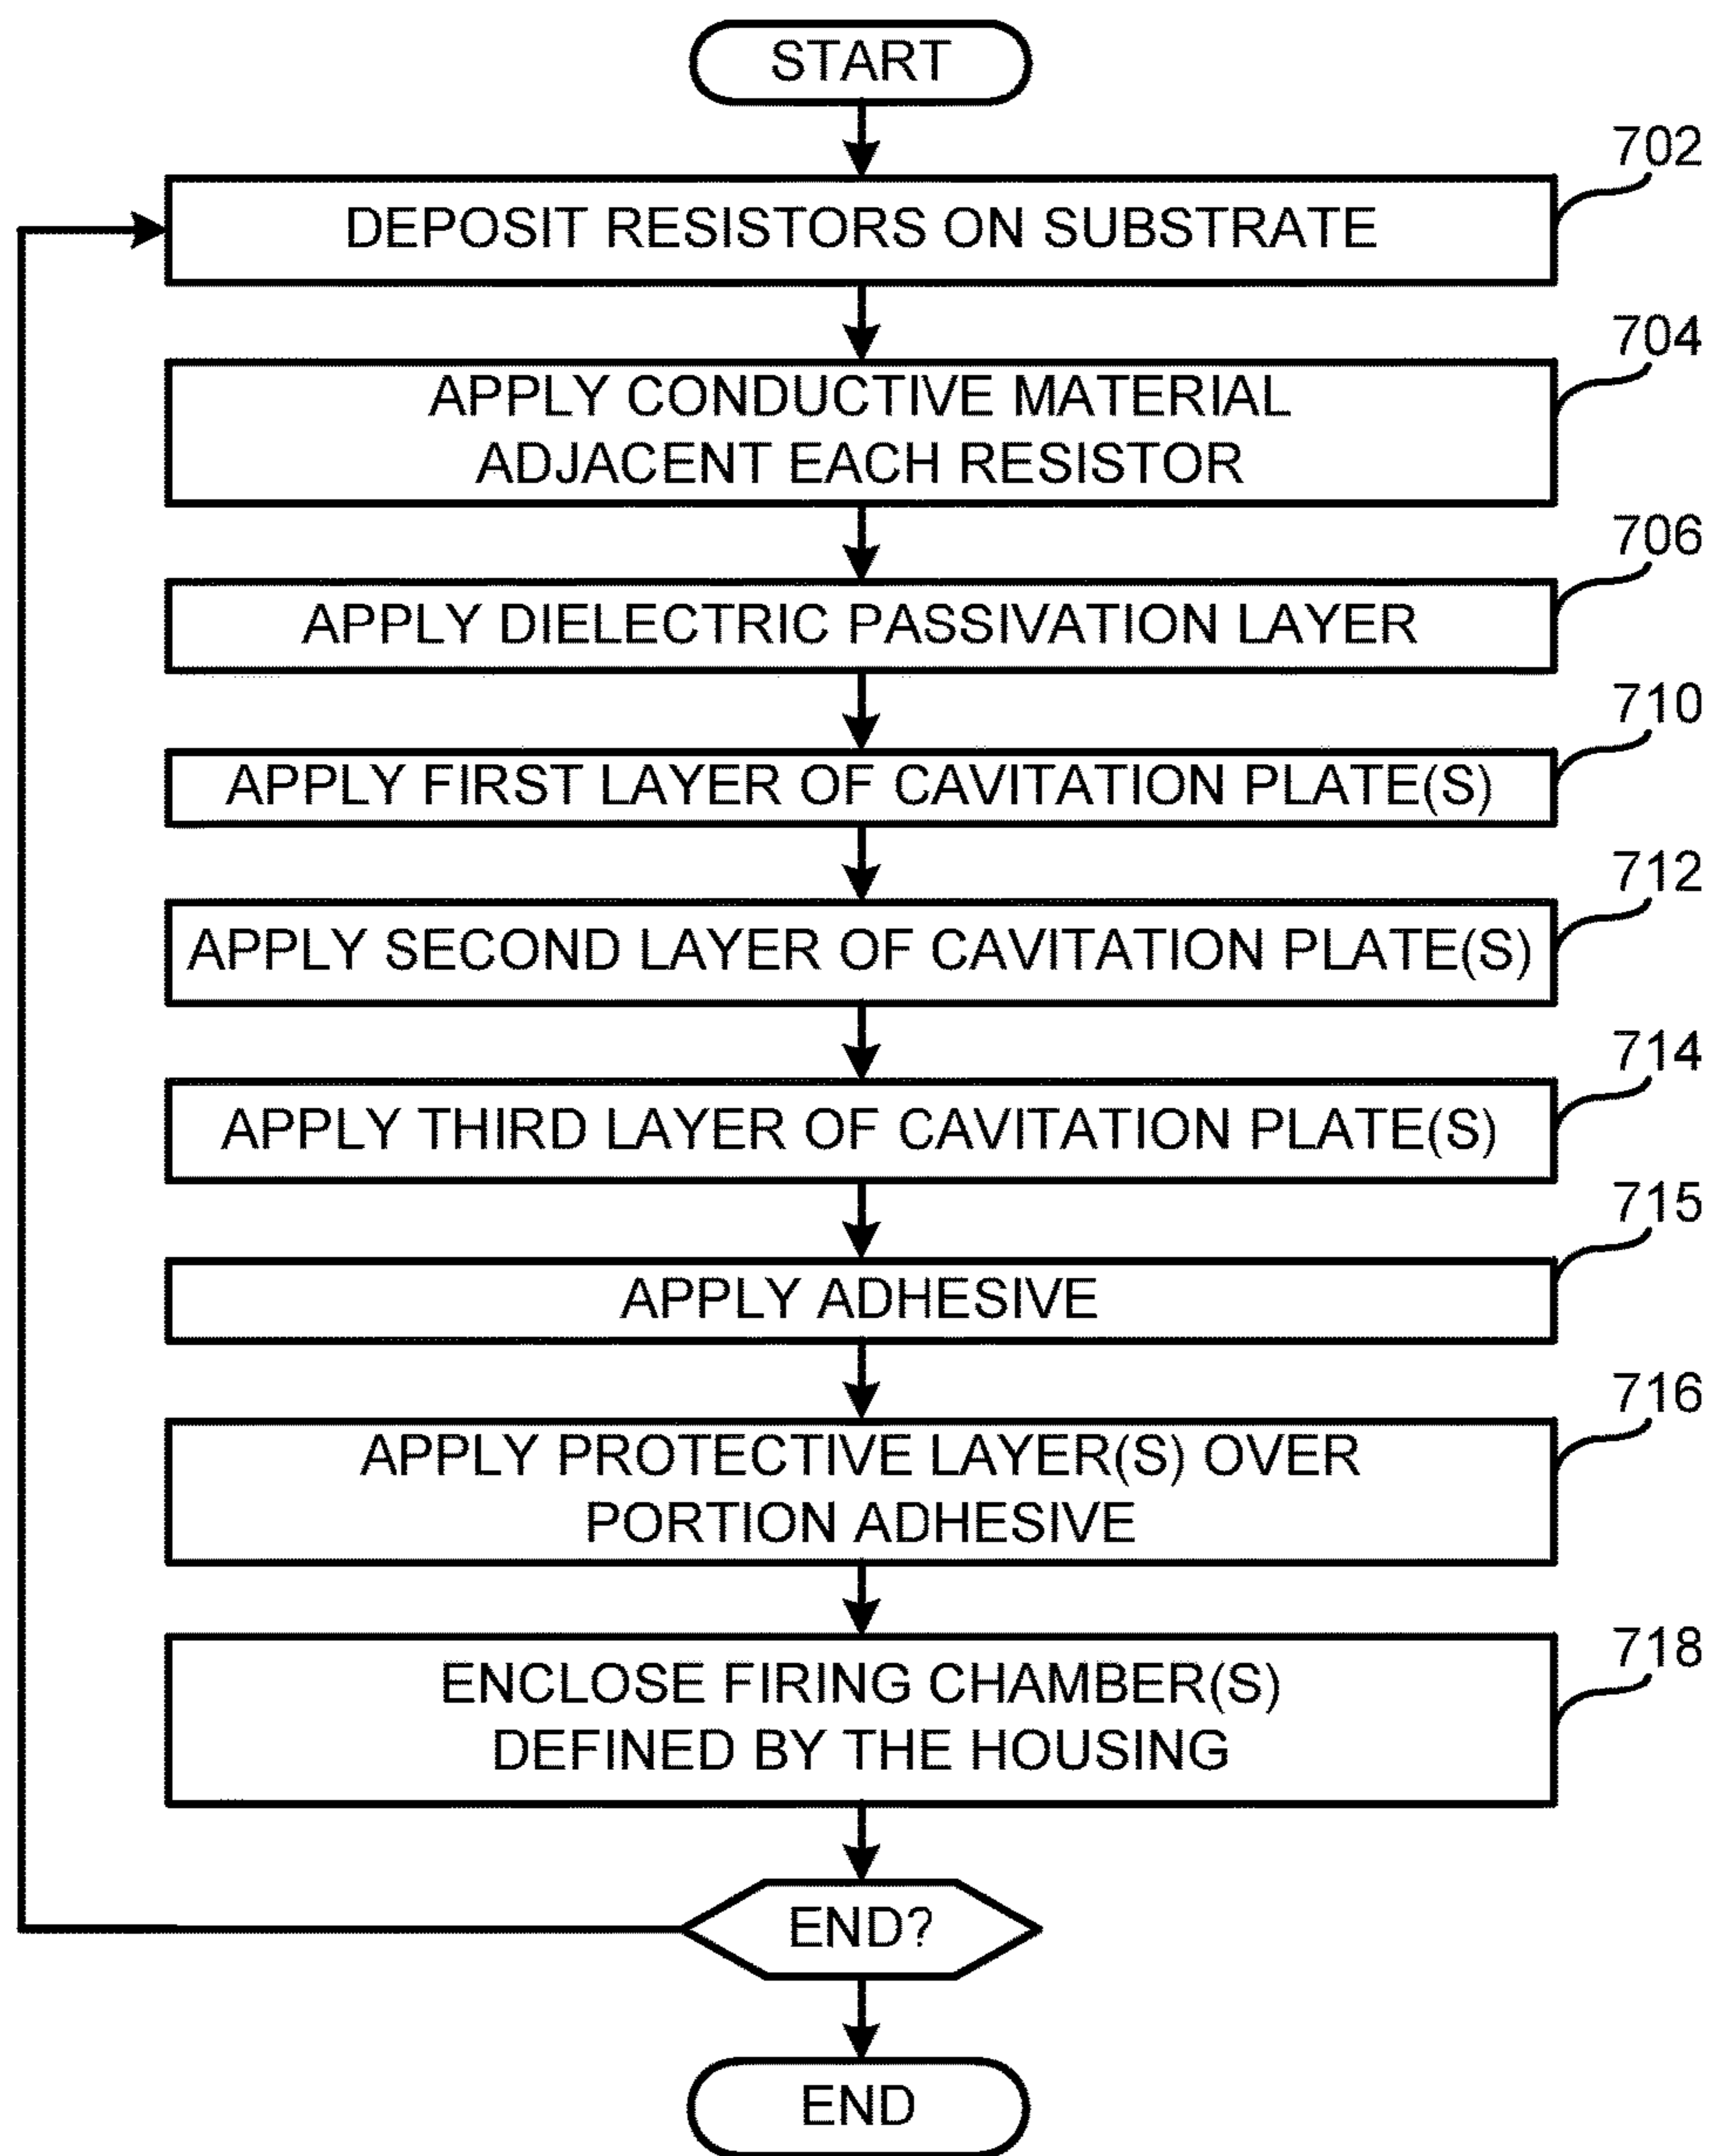 START
702
DEPOSIT RESISTORS ON SUBSTRATE
704
APPLY CONDUCTIVE MATERIAL
ADJACENT EACH RESISTOR
706
APPLY DIELECTRIC PASSIVATION LAYER
710
APPLY FIRST LAYER OF CAVITATION PLATE(S)
712
APPLY SECOND LAYER OF CAVITATION PLATE(S)
714
APPLY THIRD LAYER OF CAVITATION PLATE(S)
715
APPLY ADHESIVE
716
APPLY PROTECTIVE LAYER(S) OVER
PORTION ADHESIVE
718
ENCLOSE FIRING CHAMBER(S)
DEFINED BY THE HOUSING
END?
END